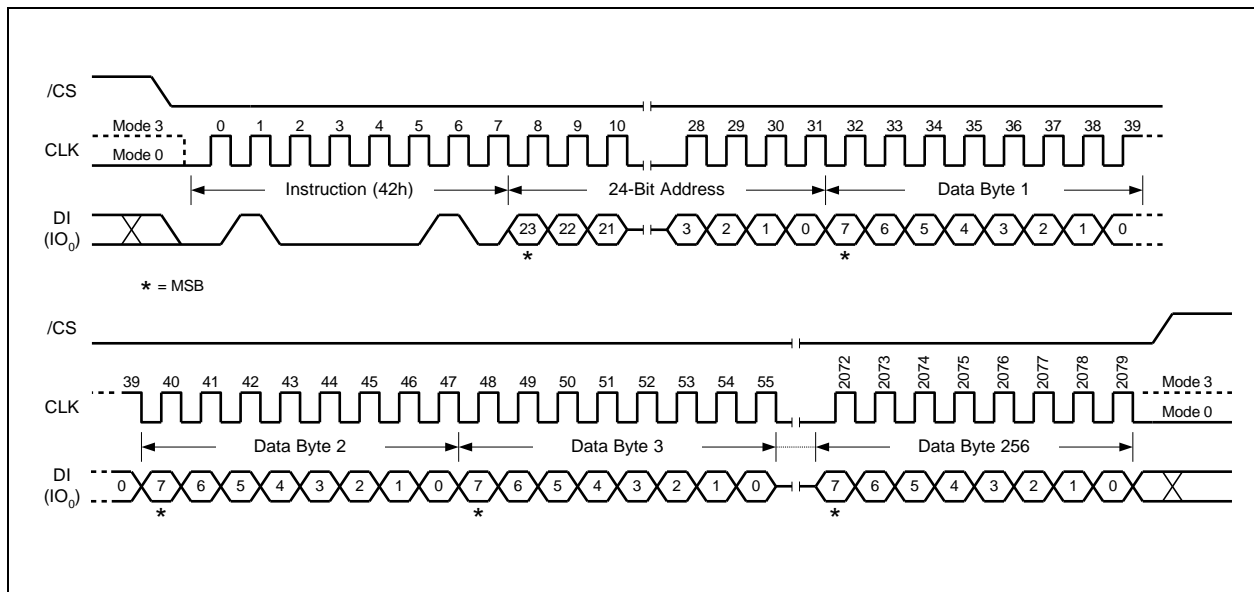 /CS
Mode 3 0 1 2 3 4 5 6 7 8 9 10 28 29 30 31 32 33 34 35 36 37 38 39
CLK Mode 0
Instruction (42h) 24-Bit Address Data Byte 1
DI
(IO0) 23 22 21 3 2 1 0 7 6 5 4 3 2 1 0
* *
* = MSB
/CS
39 40 41 42 43 44 45 46 47 48 49 50 51 52 53 54 55 2072 2073 2074 2075 2076 2077 2078 2079 Mode 3
CLK Mode 0
Data Byte 2 Data Byte 3 Data Byte 256
DI
(IO0) 0 7 6 5 4 3 2 1 0 7 6 5 4 3 2 1 0 7 6 5 4 3 2 1 0
* * *